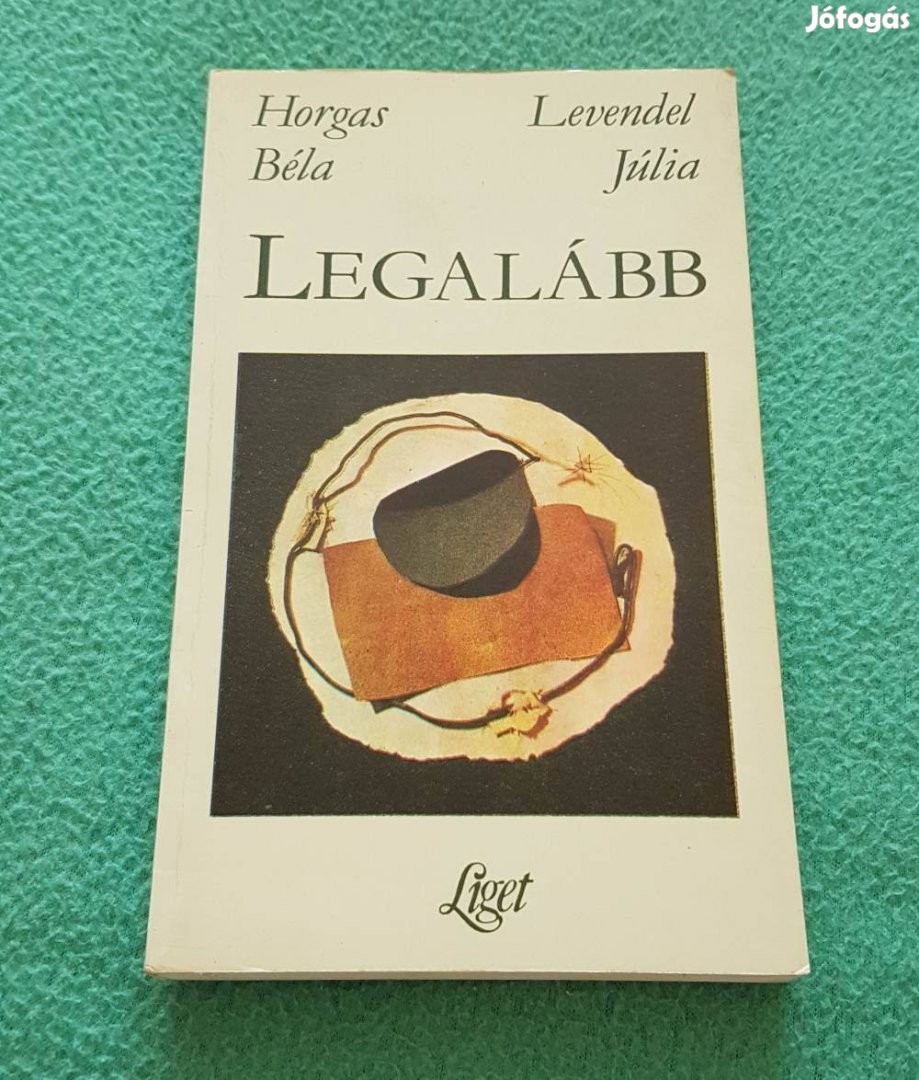 Jófogás
Horgas Levendel
Béla Júlia
LEGALÁBB
Liget